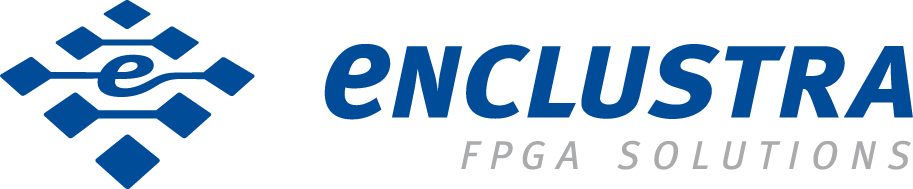 e
eNCLUSTRA
FPGA SOLUTIONS